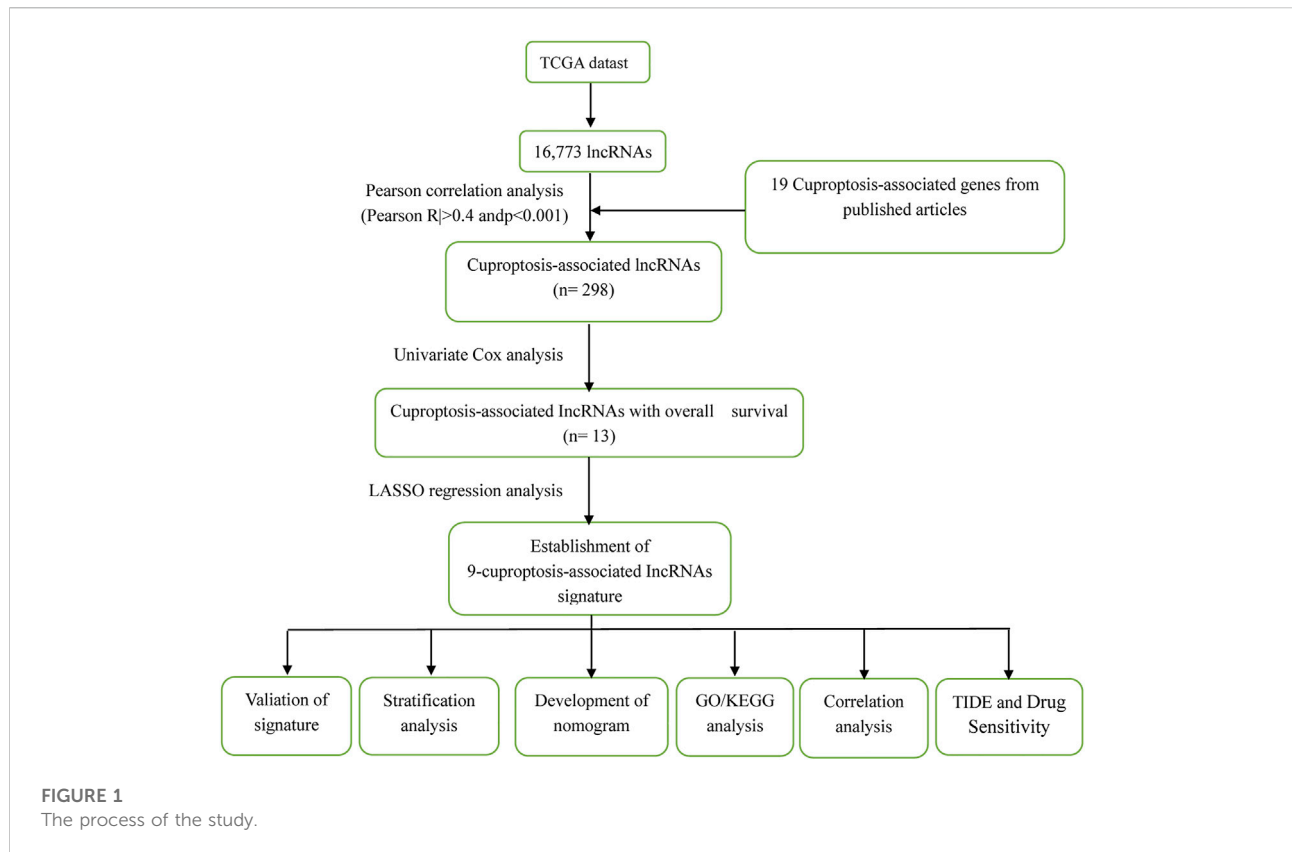 TCGA datast
16,773 lncRNAs
Pearson correlation analysis
(Pearson R|>0.4 andp<0.001)
19 Cuproptosis-associated genes from
published articles
Cuproptosis-associated lncRNAs
(n= 298)
Univariate Cox analysis
Cuproptosis-associated IncRNAs with overall survival
(n= 13)
LASSO regression analysis
Establishment of
9-cuproptosis-associated IncRNAs
signature
Valiation of
signature
Stratification
analysis
Development of
nomogram
GO/KEGG
analysis
Correlation
analysis
TIDE and Drug
Sensitivity
FIGURE 1
The process of the study.